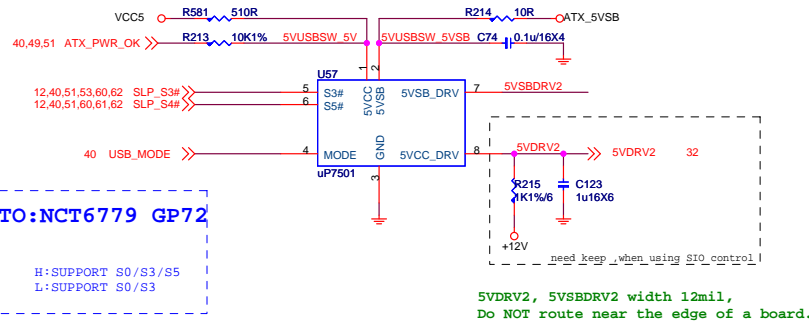 VCC5 R581 510R R214 10R ATX_5VSB
40,49,51 ATX_PWR_OK R213 10K1% 5VUSBSW_5V 5VUSBSW_5VSB C74 0.1u/16X4
1 2
U57
12,40,51,53,60,62 SLP_S3# 5 S3# 5VCC 5VSB 5VSB_DRV 7 5VSBDRV2
12,40,51,60,61,62 SLP_S4# 6 S5#
40 USB_MODE 4 MODE GND 5VCC_DRV 8 5VDRV2 5VDRV2 32
uP7501 3
R215 C123
1K1%/6 1u16X6
+12V
need keep ,when using SIO control
TO:NCT6779 GP72
H:SUPPORT S0/S3/S5
L:SUPPORT S0/S3
5VDRV2, 5VSBDRV2 width 12mil,
Do NOT route near the edge of a board.